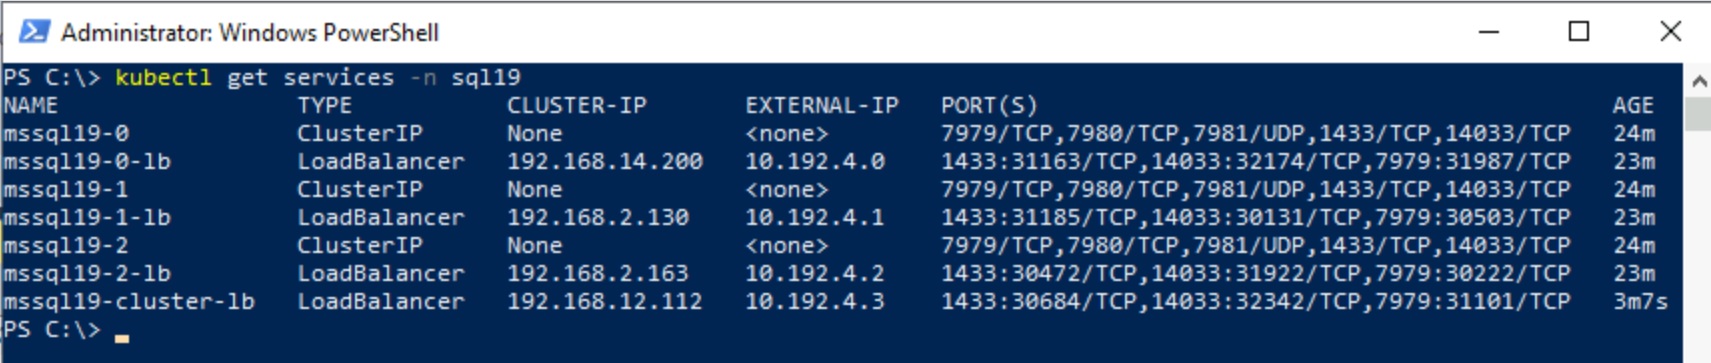 Administrator: Windows PowerShell
PS C:\> kubectl get services -n sql19
NAME TYPE CLUSTER-IP EXTERNAL-IP PORT(S) AGE
mssql19-0 ClusterIP None <none> 7979/TCP,7980/TCP,7981/UDP,1433/TCP,14033/TCP 24m
mssql19-0-lb LoadBalancer 192.168.14.200 10.192.4.0 1433:31163/TCP,14033:32174/TCP,7979:31987/TCP 23m
mssql19-1 ClusterIP None <none> 7979/TCP,7980/TCP,7981/UDP,1433/TCP,14033/TCP 24m
mssql19-1-lb LoadBalancer 192.168.2.130 10.192.4.1 1433:31185/TCP,14033:30131/TCP,7979:30503/TCP 23m
mssql19-2 ClusterIP None <none> 7979/TCP,7980/TCP,7981/UDP,1433/TCP,14033/TCP 24m
mssql19-2-lb LoadBalancer 192.168.2.163 10.192.4.2 1433:30472/TCP,14033:31922/TCP,7979:30222/TCP 23m
mssql19-cluster-lb LoadBalancer 192.168.12.112 10.192.4.3 1433:30684/TCP,14033:32342/TCP,7979:31101/TCP 3m7s
PS C:\>